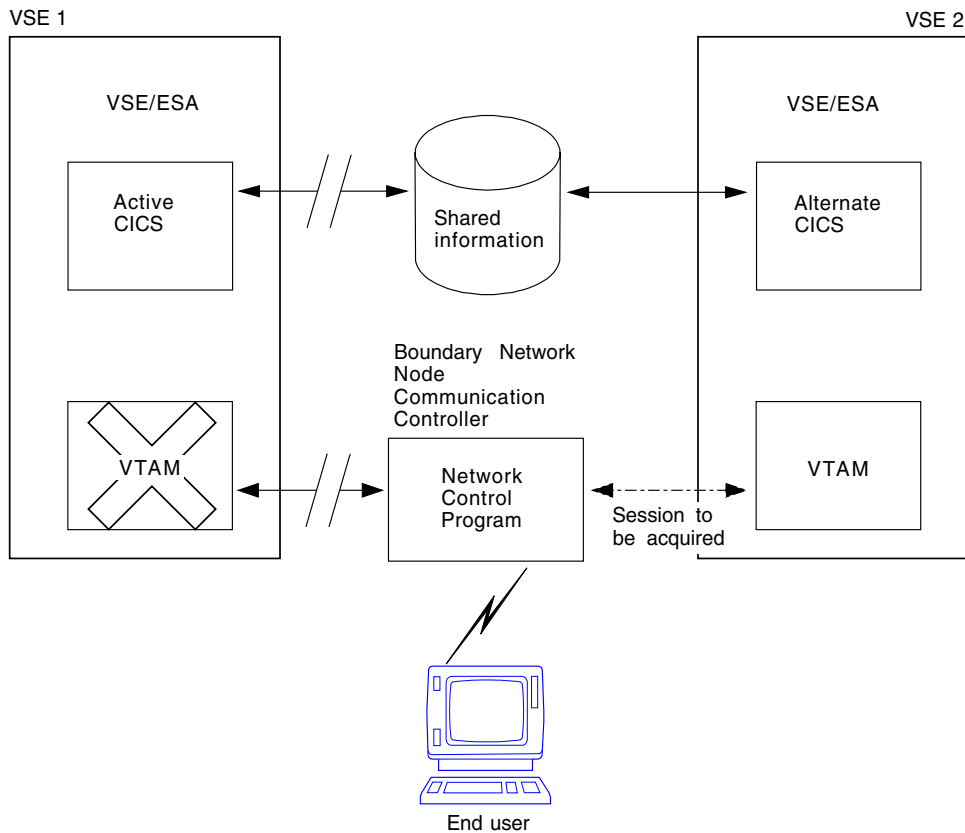 VSE 1
VSE 2
VSE/ESA
VSE/ESA
Active
CICS
Shared
information
Alternate
CICS
Boundary Network
Node
Communication
Controller
VTAM
Network
Control
Program
VTAM
Session to
be acquired
End user